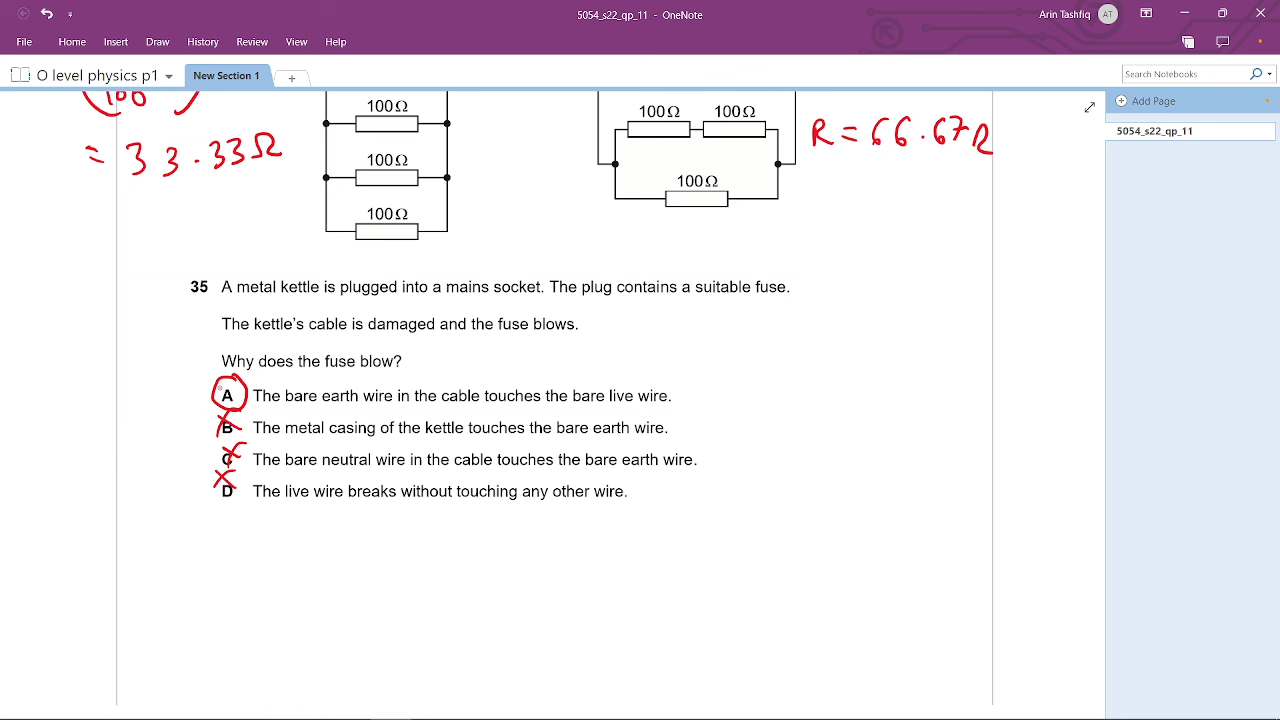 5054_s22_qp_11 - OneNote
Arin Tashfiq AT
File Home Insert Draw History Review View Help
O level physics p1 New Section 1 +
Search Notebooks
Add Page
5054_s22_qp_11
100
= 33.33Ω
100Ω
100Ω
100Ω
100Ω 100Ω
100Ω
R = 66.67Ω
35 A metal kettle is plugged into a mains socket. The plug contains a suitable fuse.
The kettle's cable is damaged and the fuse blows.
Why does the fuse blow?
A The bare earth wire in the cable touches the bare live wire.
B The metal casing of the kettle touches the bare earth wire.
C The bare neutral wire in the cable touches the bare earth wire.
D The live wire breaks without touching any other wire.